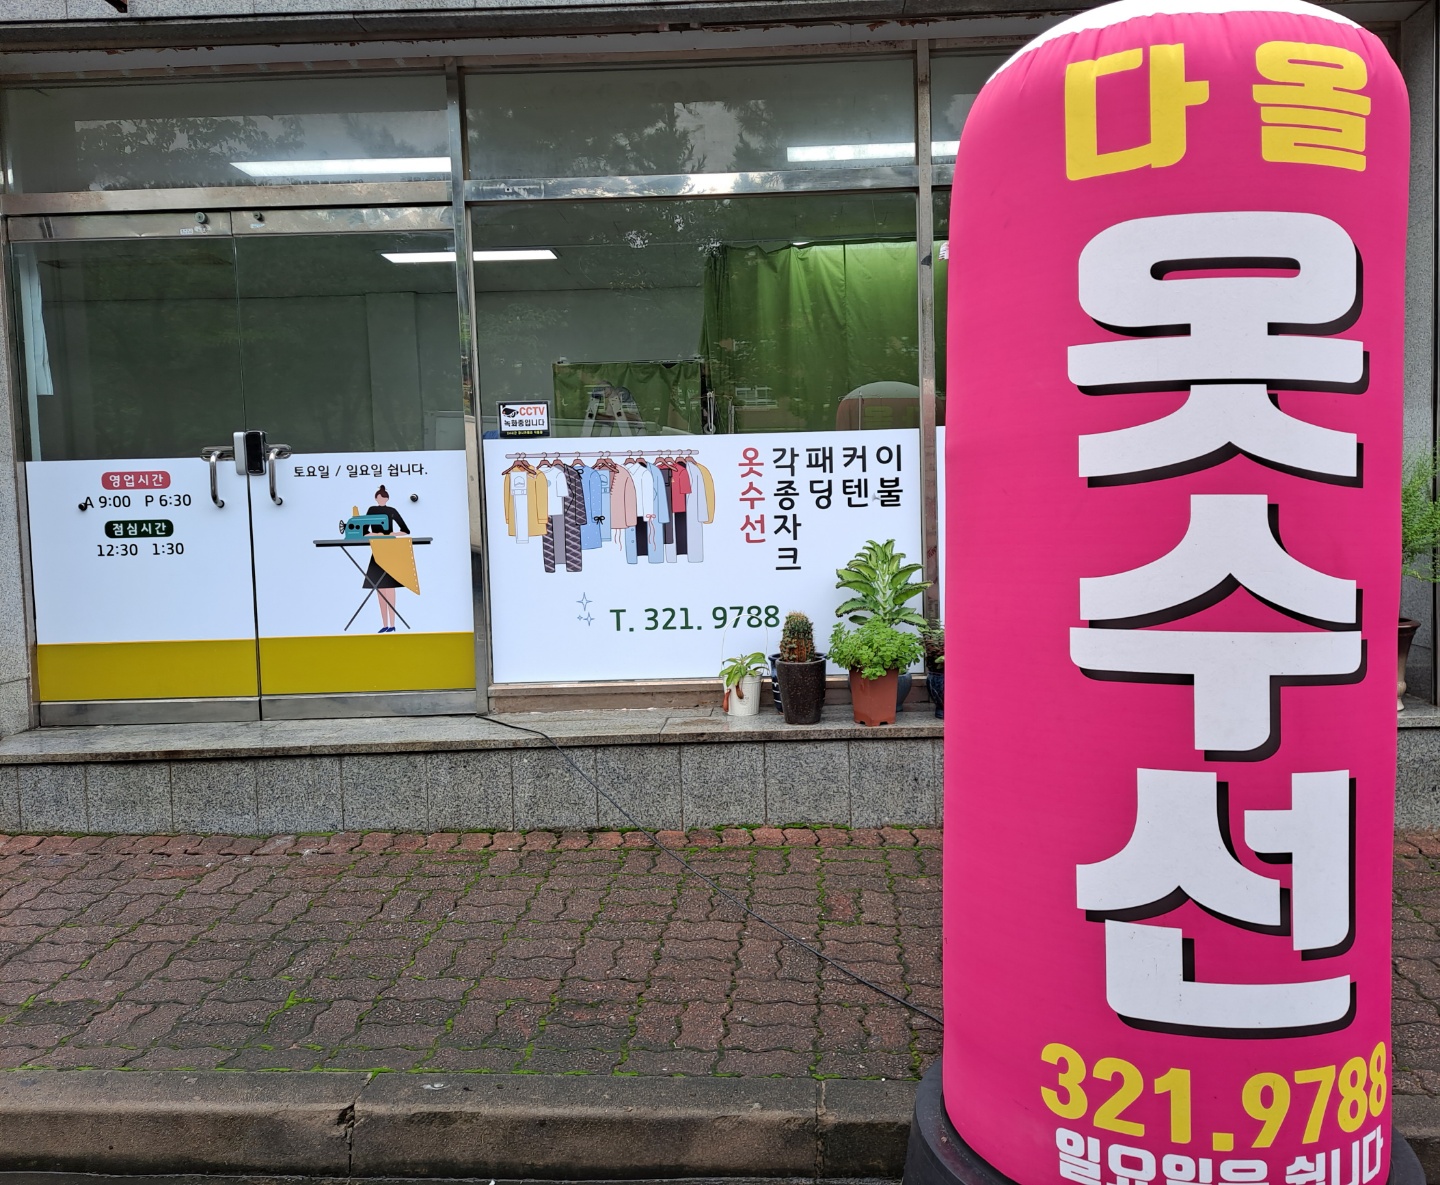 영업시간
A 9:00 P 6:30
점심시간
12:30 1:30
토요일 / 일요일 쉽니다.
CCTV
녹화중입니다
옷수선
각종자크
패딩
커텐
이불
T. 321. 9788
다올
옷수선
321.9788
일요일은 쉽니다